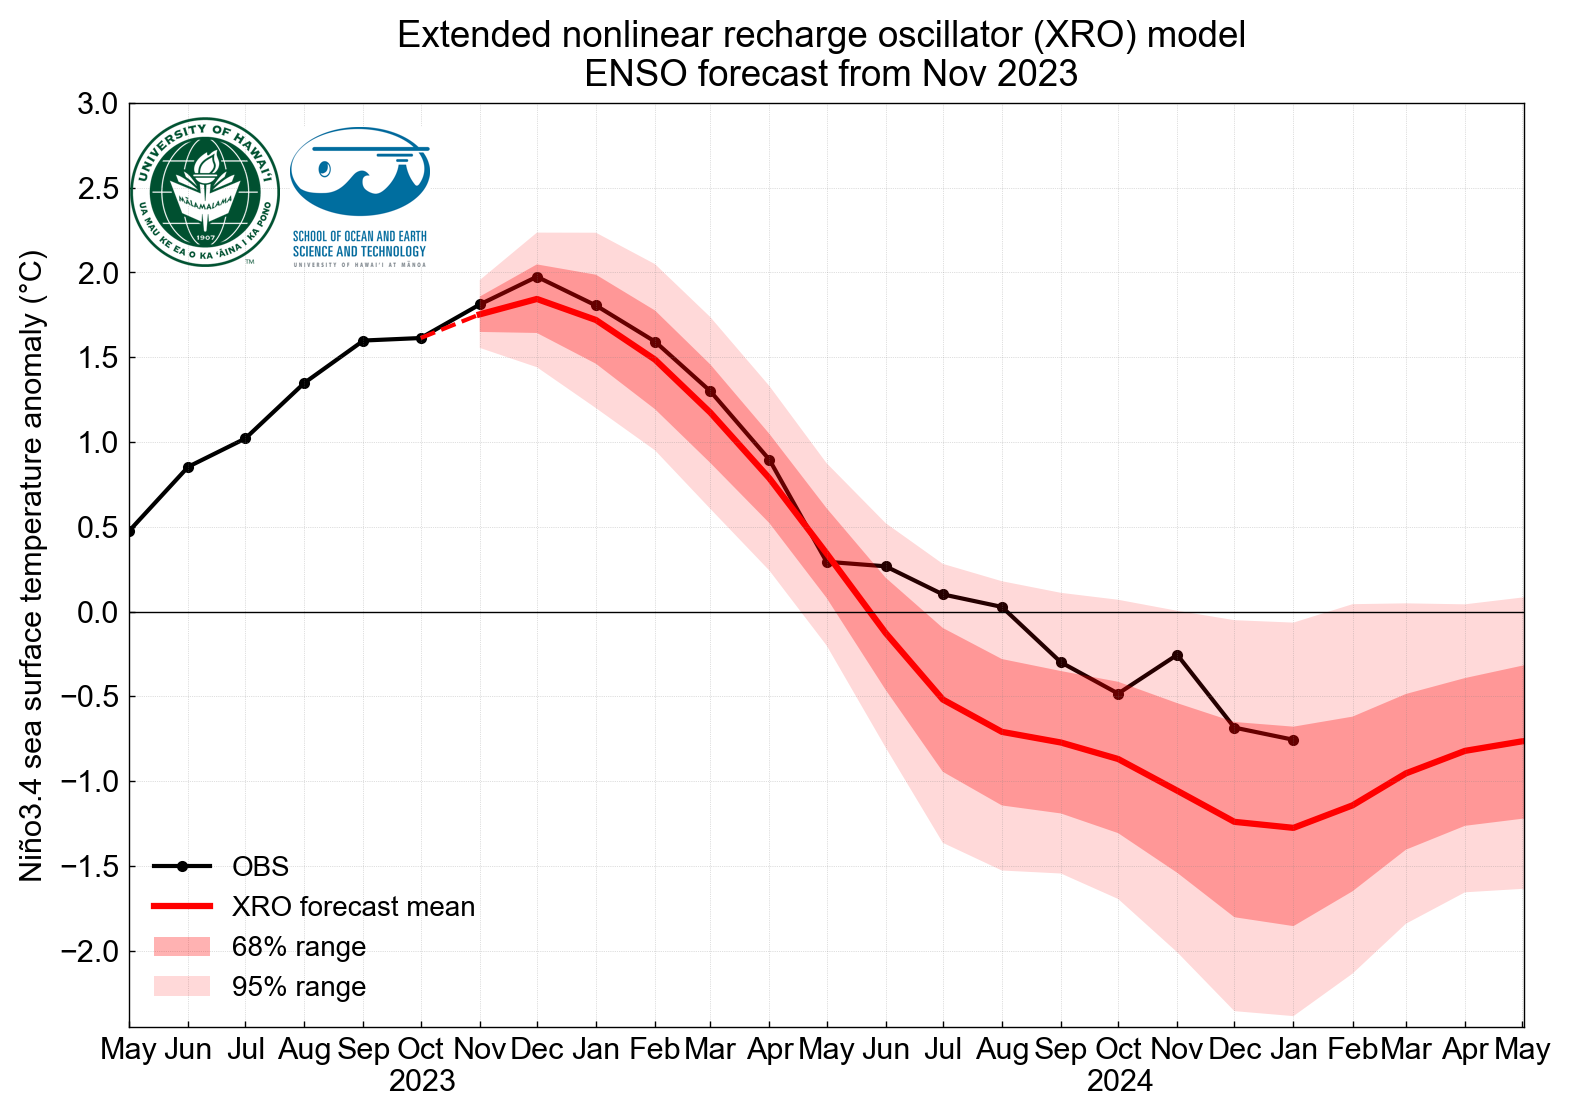 Extended nonlinear recharge oscillator (XRO) model
ENSO forecast from Nov 2023
UNIVERSITY OF HAWAIʻI
MĀLAMALAMA
1907
UA MAU KE EA O KA ʻĀINA I KA PONO
TM
SCHOOL OF OCEAN AND EARTH
SCIENCE AND TECHNOLOGY
UNIVERSITY OF HAWAIʻI AT MĀNOA
Niño3.4 sea surface temperature anomaly (°C)
3.0
2.5
2.0
1.5
1.0
0.5
0.0
−0.5
−1.0
−1.5
−2.0
OBS
XRO forecast mean
68% range
95% range
May Jun Jul Aug Sep Oct Nov Dec Jan Feb Mar Apr May Jun Jul Aug Sep Oct Nov Dec Jan Feb Mar Apr May
2023 2024